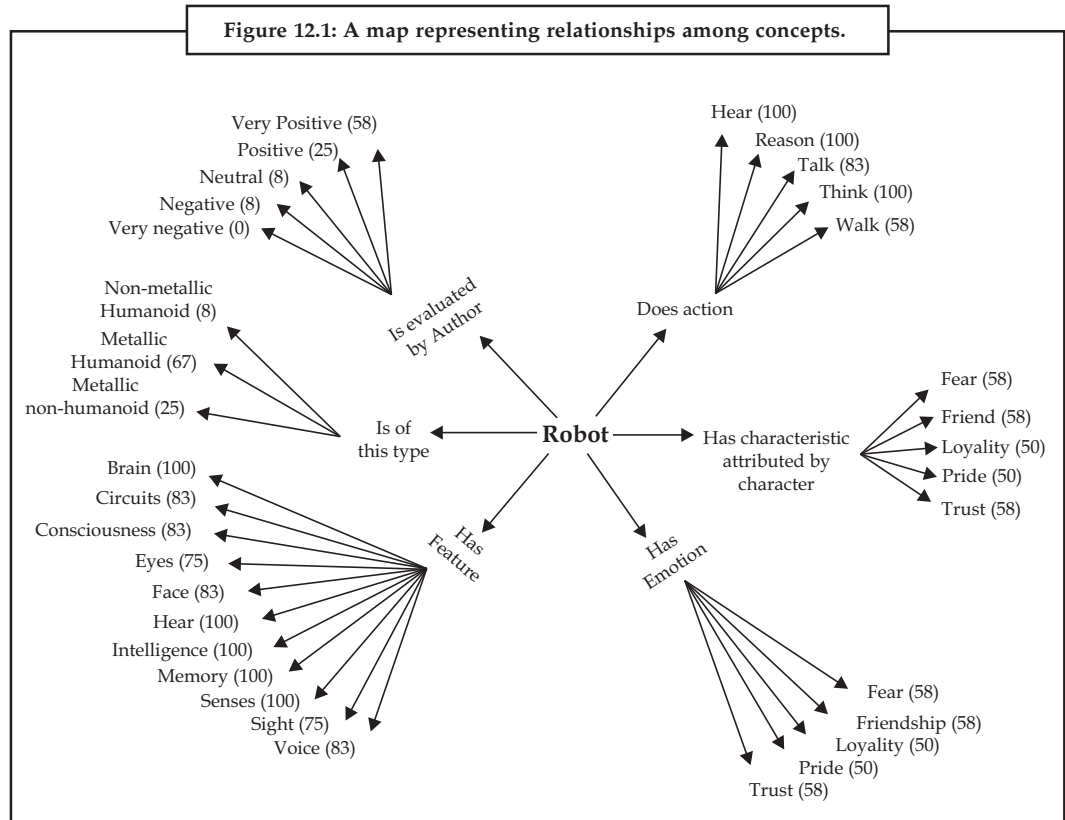 Figure 12.1: A map representing relationships among concepts.
Very Positive (58)
Positive (25)
Neutral (8)
Negative (8)
Very negative (0)
Is evaluated
by Author
Hear (100)
Reason (100)
Talk (83)
Think (100)
Walk (58)
Does action
Non-metallic
Humanoid (8)
Metallic
Humanoid (67)
Metallic
non-humanoid (25)
Is of
this type
Robot
Has characteristic
attributed by
character
Fear (58)
Friend (58)
Loyality (50)
Pride (50)
Trust (58)
Brain (100)
Circuits (83)
Consciousness (83)
Eyes (75)
Face (83)
Hear (100)
Intelligence (100)
Memory (100)
Senses (100)
Sight (75)
Voice (83)
Has
Feature
Has
Emotion
Fear (58)
Friendship (58)
Loyality (50)
Pride (50)
Trust (58)